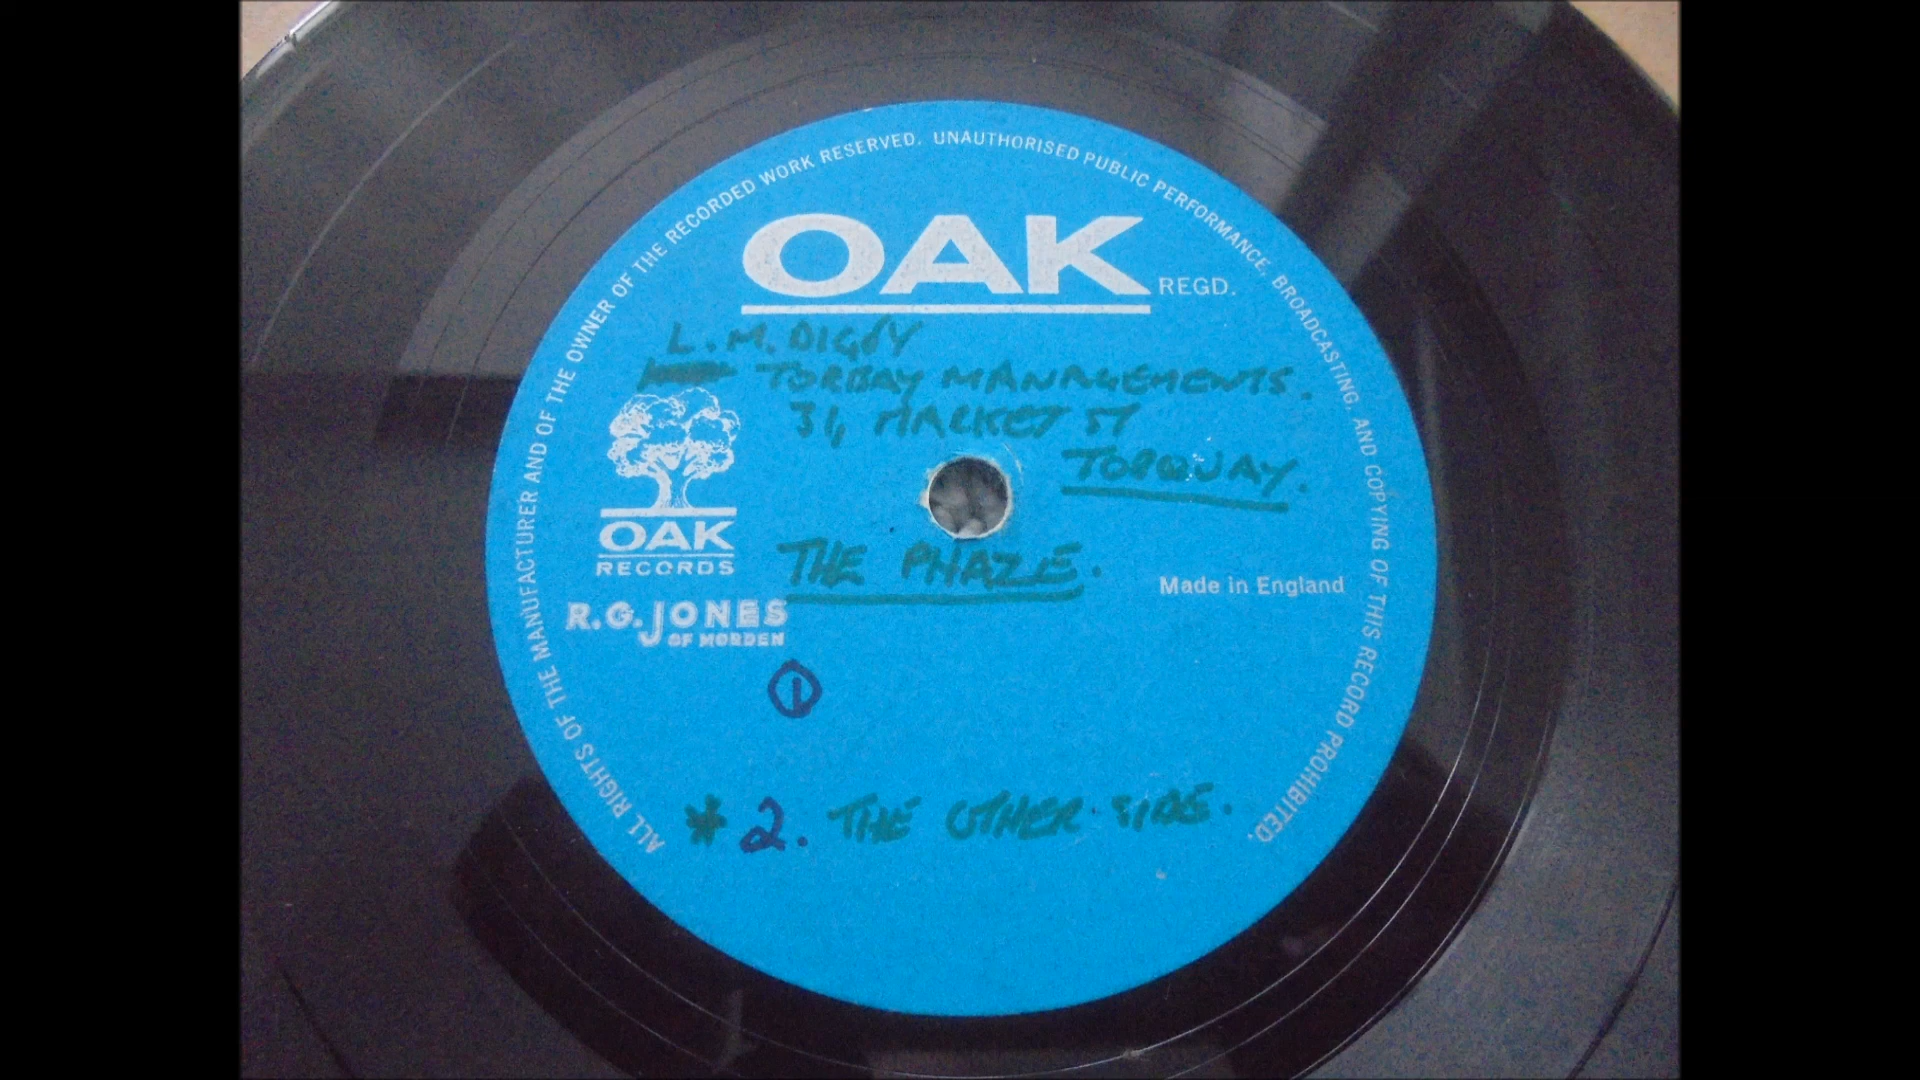 ALL RIGHTS OF THE MANUFACTURER AND OF THE OWNER OF THE RECORDED WORK RESERVED. UNAUTHORISED PUBLIC PERFORMANCE, BROADCASTING, AND COPYING OF THIS RECORD PROHIBITED.
OAK REGD.
L. M. DIGBY
TORBAY MANAGEMENTS.
31, MARKET ST
TORQUAY.
OAK
RECORDS
THE PHAZE.
Made in England
R.G. JONES
OF MORDEN
1
* 2. THE OTHER SIDE.